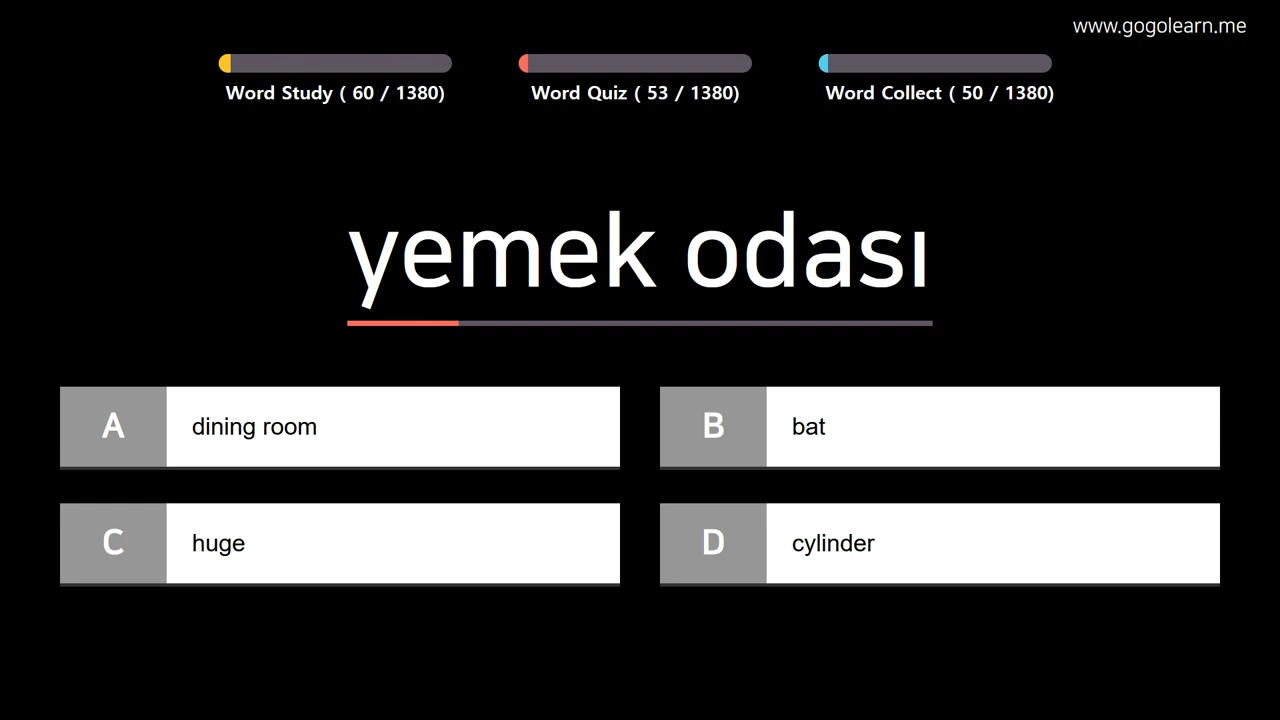 www.gogolearn.me
Word Study ( 60 / 1380)
Word Quiz ( 53 / 1380)
Word Collect ( 50 / 1380)
yemek odası
A
dining room
B
bat
C
huge
D
cylinder